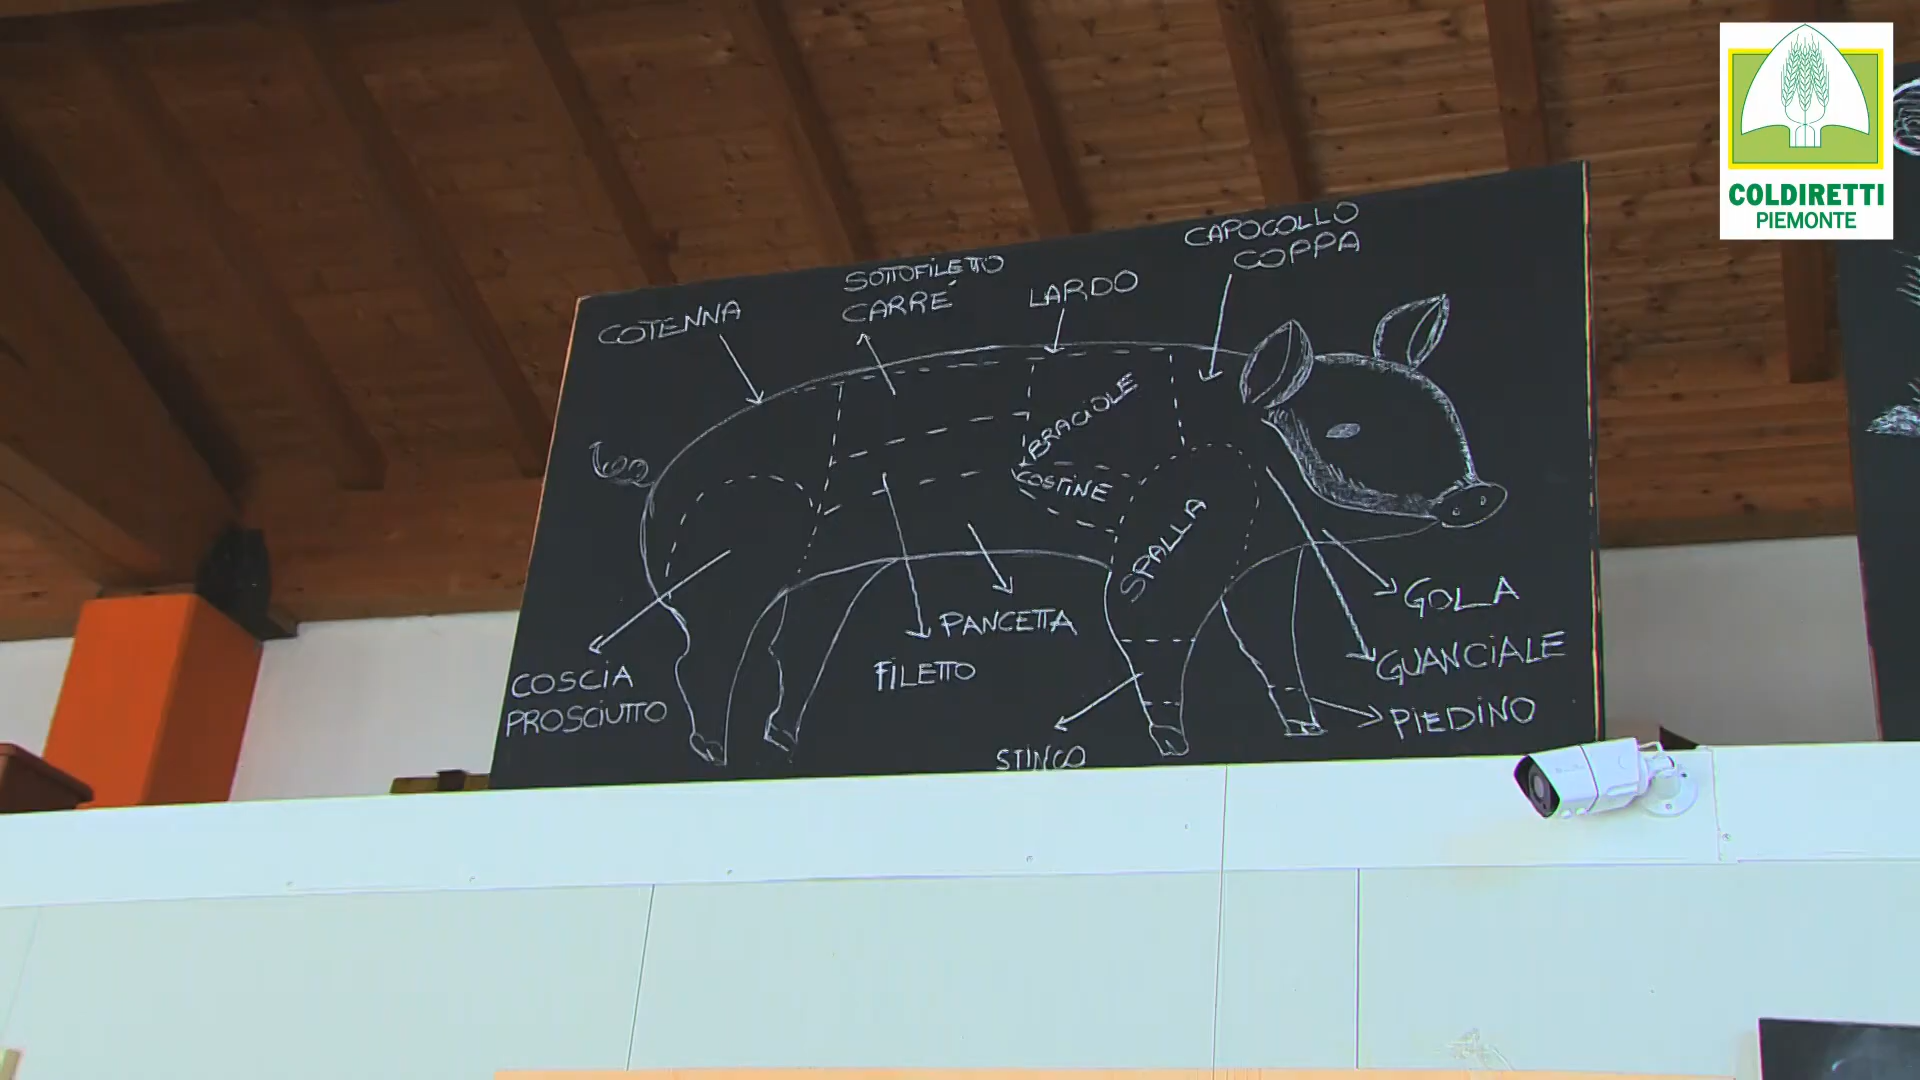 COLDIRETTI
PIEMONTE
CAPOCOLLO
COPPA
SOTTOFILETTO
CARRÉ
LARDO
COTENNA
BRACIOLE
COSTINE
SPALLA
GOLA
PANCETTA
GUANCIALE
FILETTO
COSCIA
PROSCIUTTO
PIEDINO
STINCO